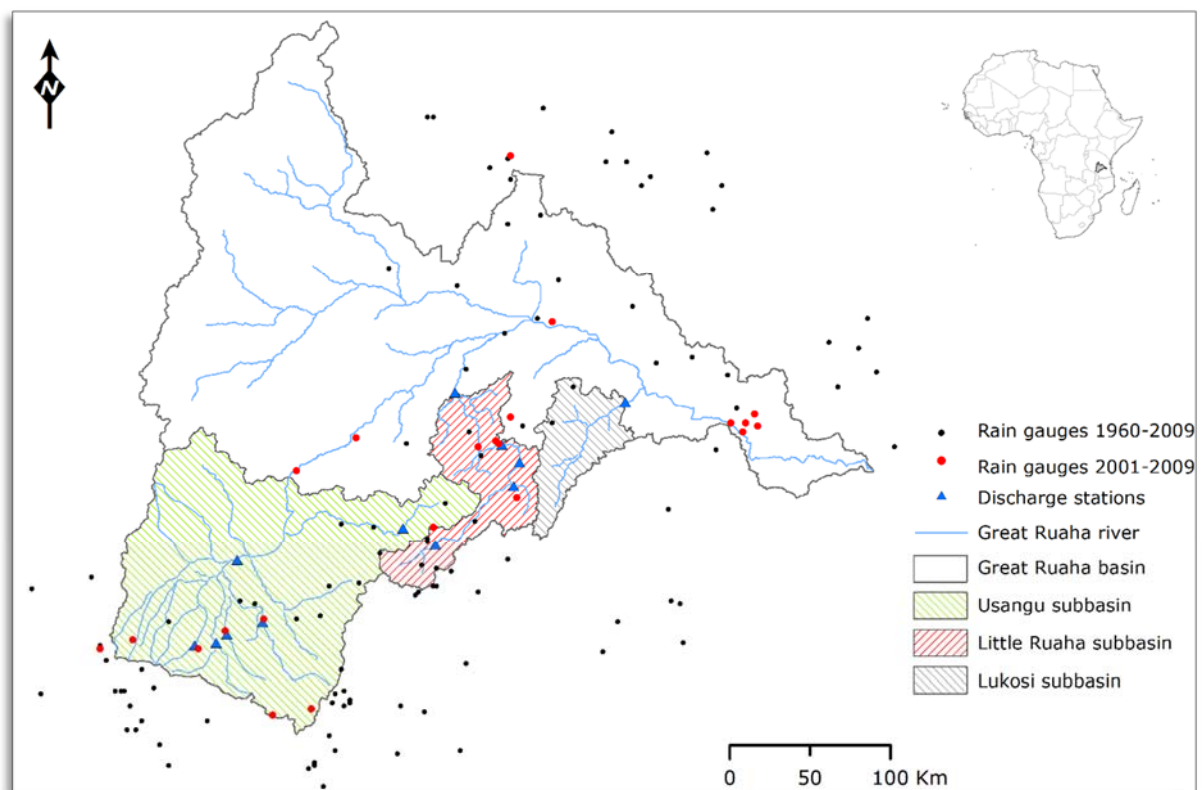 N
Rain gauges 1960-2009
Rain gauges 2001-2009
Discharge stations
Great Ruaha river
Great Ruaha basin
Usangu subbasin
Little Ruaha subbasin
Lukosi subbasin
0 50 100 Km